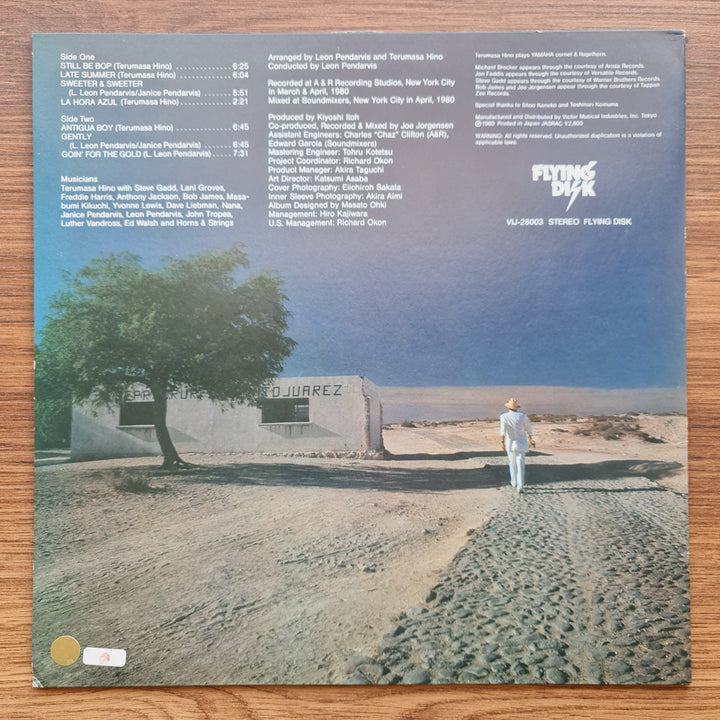 Side One
STILL BE BOP (Terumasa Hino) . . . . . . . . . . 6:25
LATE SUMMER (Terumasa Hino) . . . . . . . . . . 6:04
SWEETER & SWEETER
(L. Leon Pendarvis/Janice Pendarvis) . . . . . 5:51
LA HORA AZUL (Terumasa Hino) . . . . . . . . . . 2:21
Side Two
ANTIGUA BOY (Terumasa Hino) . . . . . . . . . . 6:45
GENTLY
(L. Leon Pendarvis/Janice Pendarvis) . . . . . 6:45
GOIN' FOR THE GOLD (L. Leon Pendarvis) . . . . 7:31
Musicians
Terumasa Hino with Steve Gadd, Lani Groves,
Freddie Harris, Anthony Jackson, Bob James, Masa-
bumi Kikuchi, Yvonne Lewis, Dave Liebman, Nana,
Janice Pendarvis, Leon Pendarvis, John Tropea,
Luther Vandross, Ed Walsh and Horns & Strings
Arranged by Leon Pendarvis and Terumasa Hino
Conducted by Leon Pendarvis
Recorded at A & R Recording Studios, New York City
in March & April, 1980
Mixed at Soundmixers, New York City in April, 1980
Produced by Kiyoshi Itoh
Co-produced, Recorded & Mixed by Joe Jorgensen
Assistant Engineers: Charles "Chaz" Clifton (A&R),
Edward Garcia (Soundmixers)
Mastering Engineer: Tohru Kotetsu
Project Coordinator: Richard Okon
Product Manager: Akira Taguchi
Art Director: Katsumi Asaba
Cover Photography: Eiichiroh Sakata
Inner Sleeve Photography: Akira Aimi
Album Designed by Masato Ohki
Management: Hiro Kajiwara
U.S. Management: Richard Okon
Terumasa Hino plays YAMAHA cornet & flugelhorn.
Michael Brecker appears through the courtesy of Arista Records.
Jon Faddis appears through the courtesy of Versatile Records.
Steve Gadd appears through the courtesy of Warner Brothers Records.
Bob James and Joe Jorgensen appear through the courtesy of Tappan
Zee Records.
Special thanks to Shoo Kaneko and Toshinari Koinuma
Manufactured and Distributed by Victor Musical Industries, Inc. Tokyo
℗ 1980 Printed in Japan JASRAC ¥2,800
WARNING: All rights reserved. Unauthorized duplication is a violation of
applicable laws.
FLYING
DISK
VIJ-28003 STEREO FLYING DISK
JUAREZ"